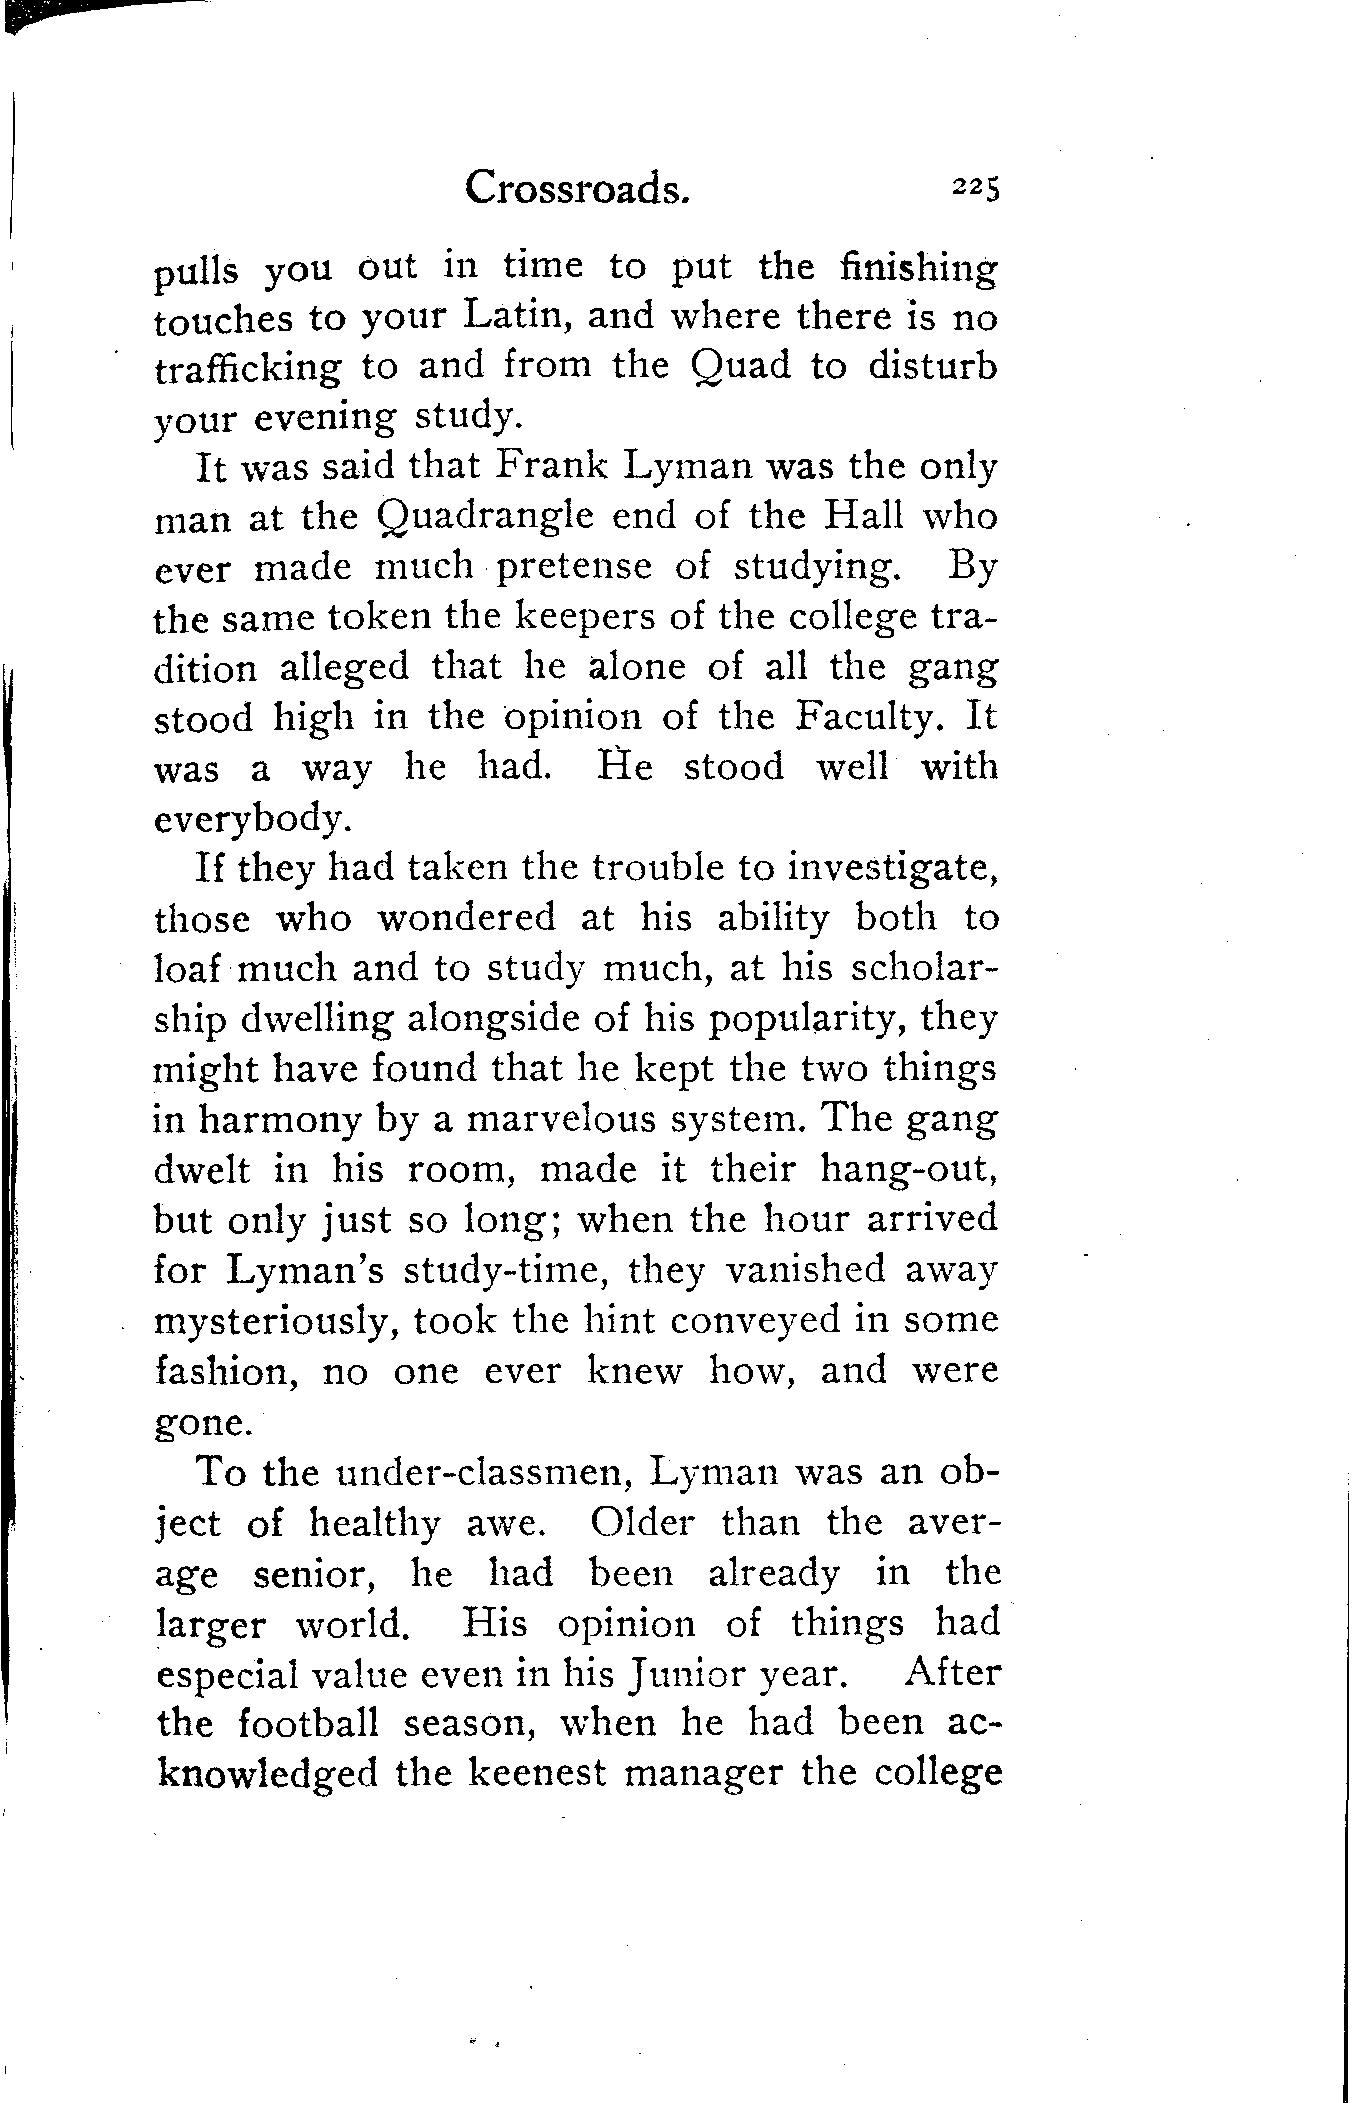 Crossroads. 225
pulls you out in time to put the finishing
touches to your Latin, and where there is no
trafficking to and from the Quad to disturb
your evening study.
It was said that Frank Lyman was the only
man at the Quadrangle end of the Hall who
ever made much pretense of studying. By
the same token the keepers of the college tra-
dition alleged that he alone of all the gang
stood high in the opinion of the Faculty. It
was a way he had. He stood well with
everybody.
If they had taken the trouble to investigate,
those who wondered at his ability both to
loaf much and to study much, at his scholar-
ship dwelling alongside of his popularity, they
might have found that he kept the two things
in harmony by a marvelous system. The gang
dwelt in his room, made it their hang-out,
but only just so long; when the hour arrived
for Lyman's study-time, they vanished away
mysteriously, took the hint conveyed in some
fashion, no one ever knew how, and were
gone.
To the under-classmen, Lyman was an ob-
ject of healthy awe. Older than the aver-
age senior, he had been already in the
larger world. His opinion of things had
especial value even in his Junior year. After
the football season, when he had been ac-
knowledged the keenest manager the college